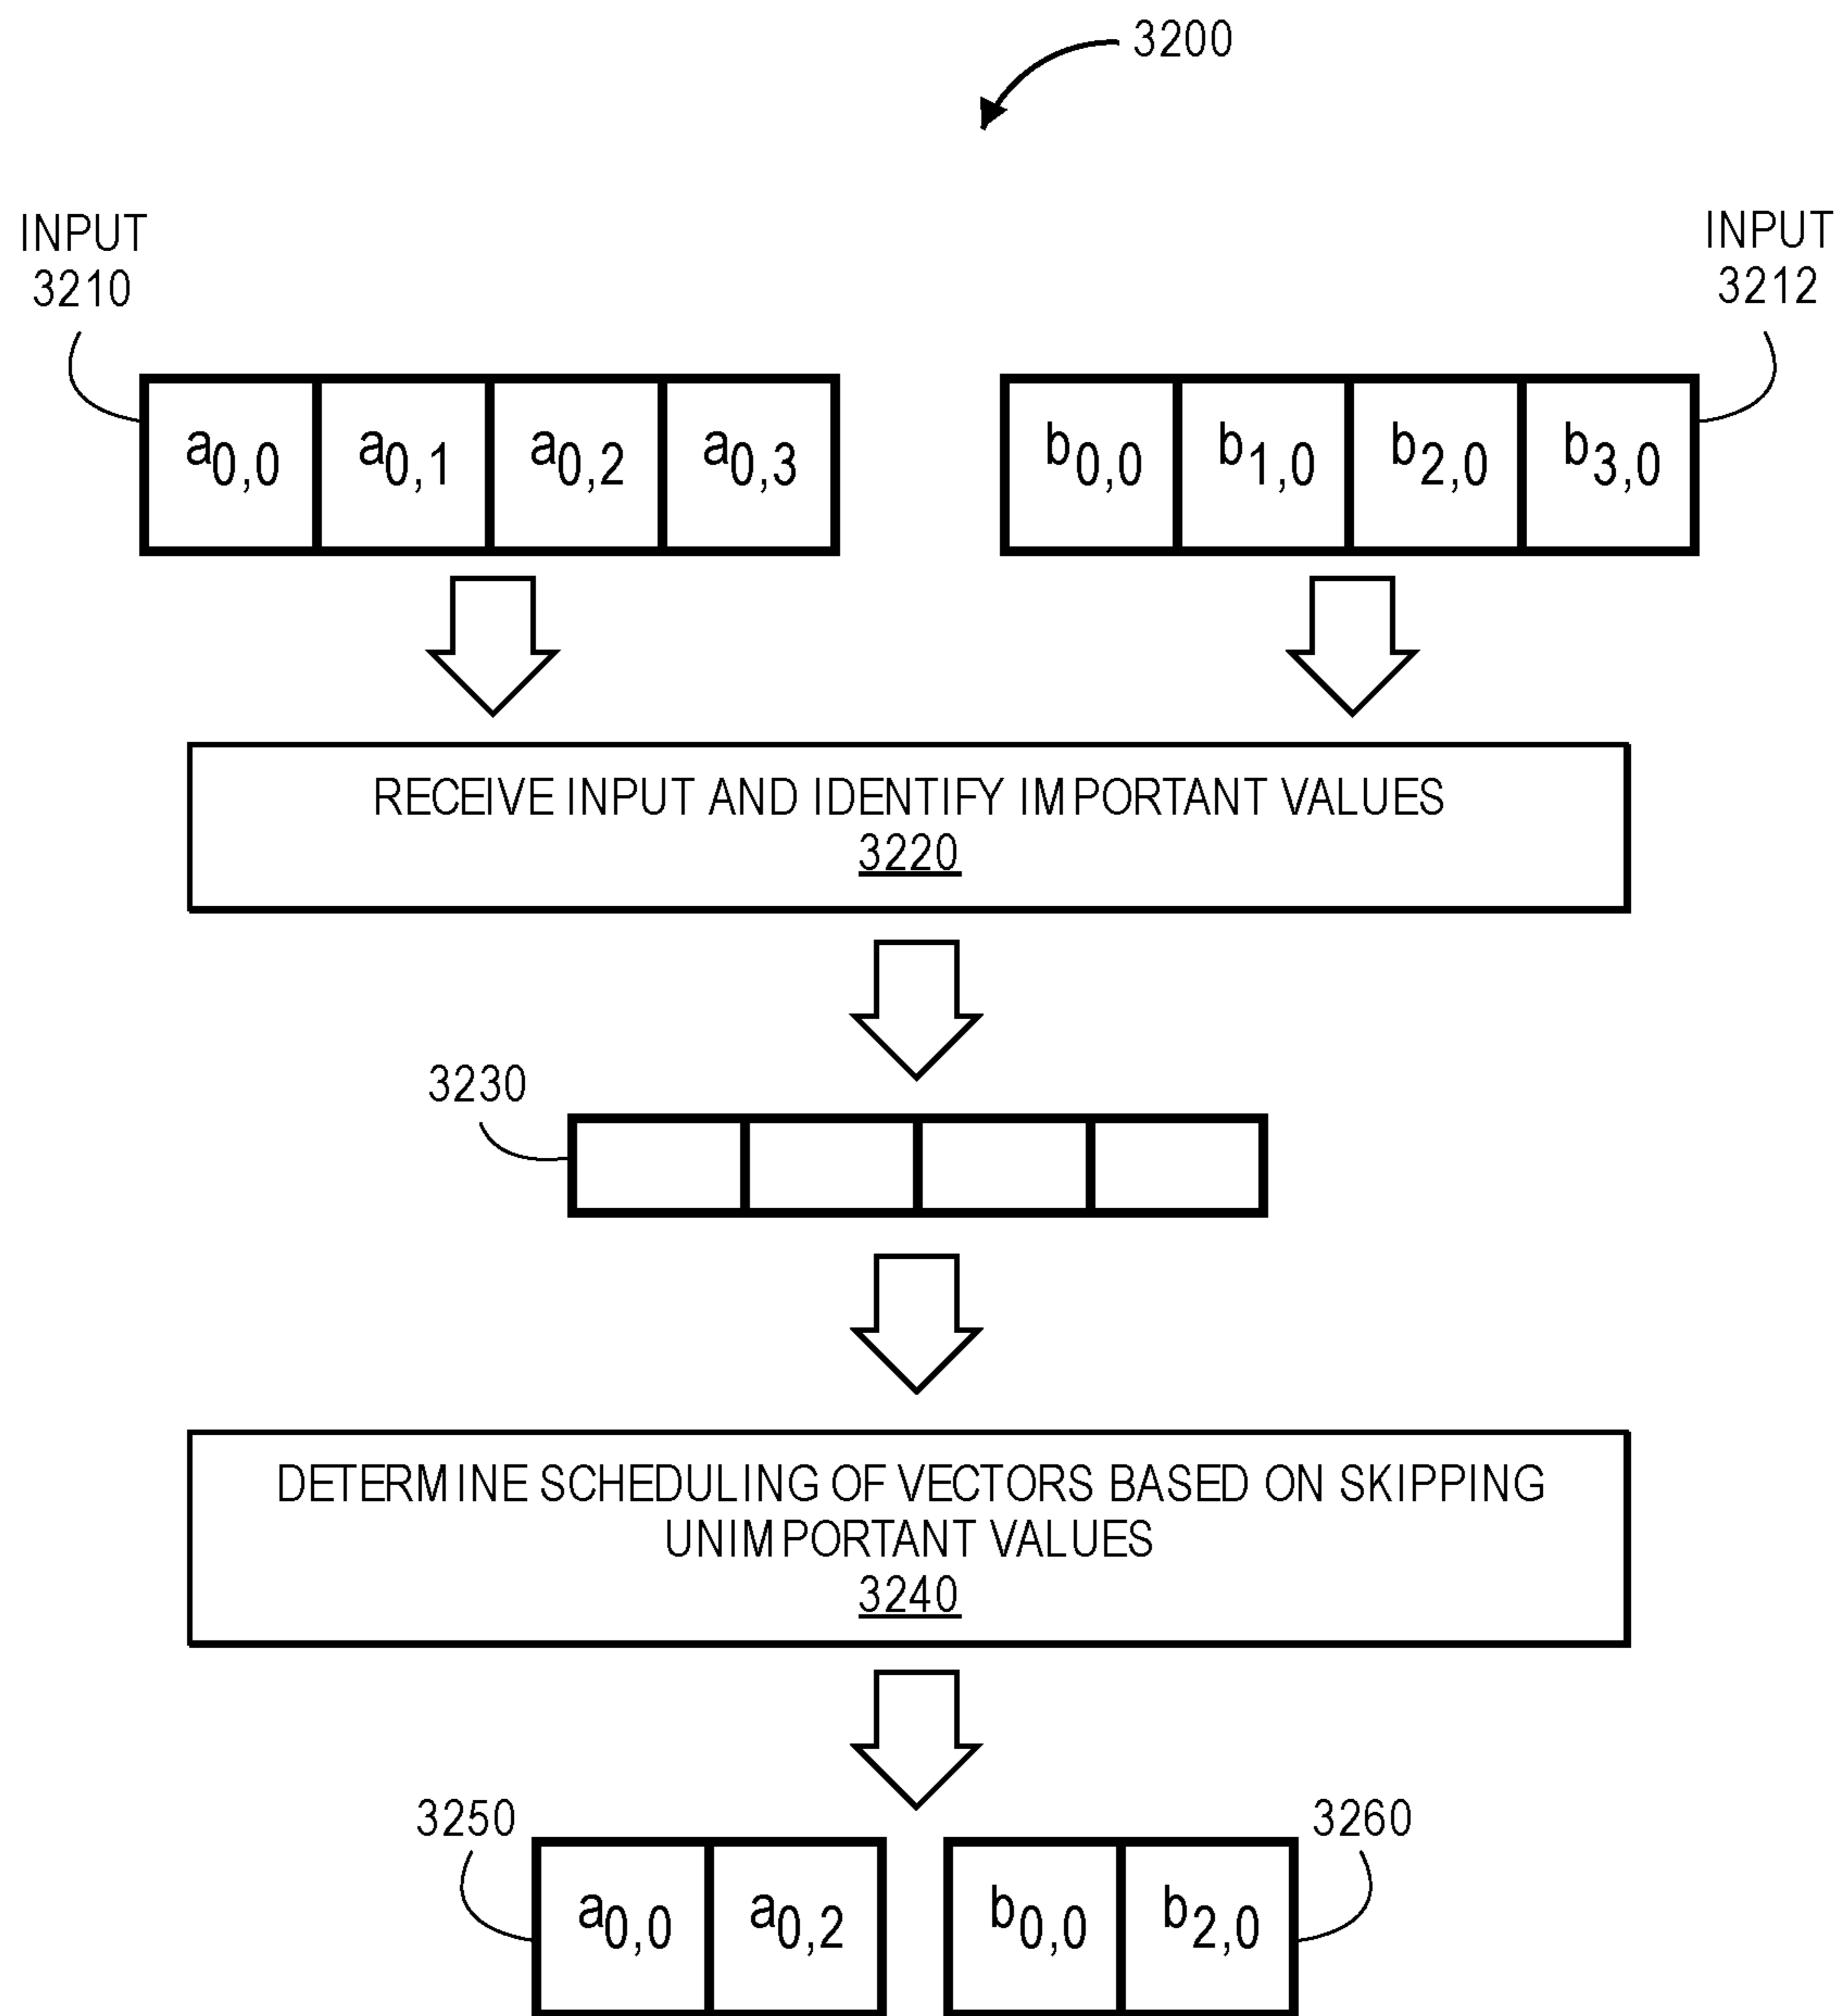 3200
INPUT
3210
INPUT
3212
a0,0 a0,1 a0,2 a0,3
b0,0 b1,0 b2,0 b3,0
RECEIVE INPUT AND IDENTIFY IMPORTANT VALUES
3220
3230
DETERMINE SCHEDULING OF VECTORS BASED ON SKIPPING
UNIMPORTANT VALUES
3240
3250
3260
a0,0 a0,2
b0,0 b2,0